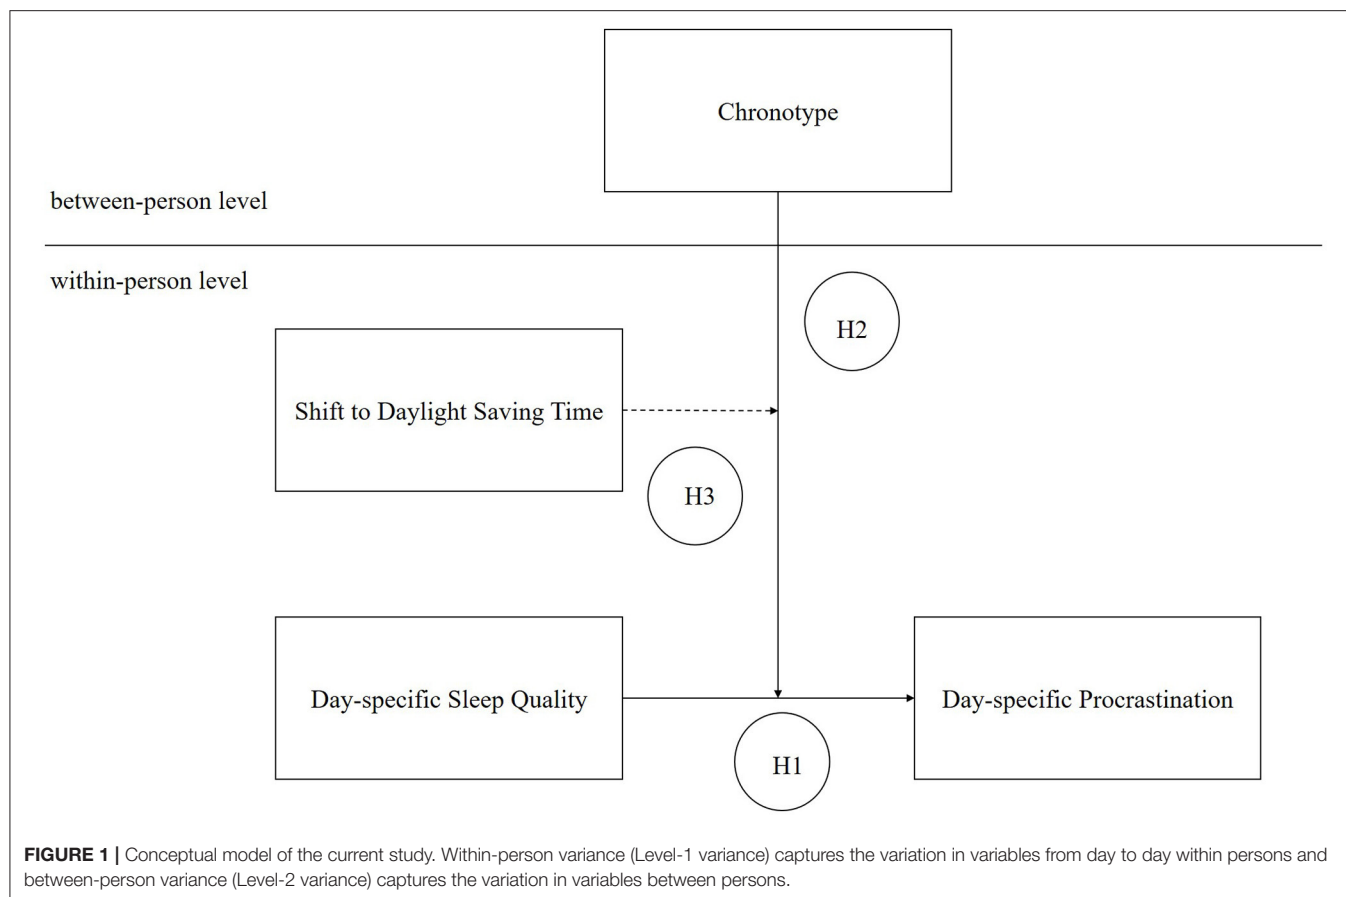 Chronotype
between-person level
within-person level
H2
Shift to Daylight Saving Time
H3
Day-specific Sleep Quality
Day-specific Procrastination
H1
FIGURE 1 | Conceptual model of the current study. Within-person variance (Level-1 variance) captures the variation in variables from day to day within persons and
between-person variance (Level-2 variance) captures the variation in variables between persons.